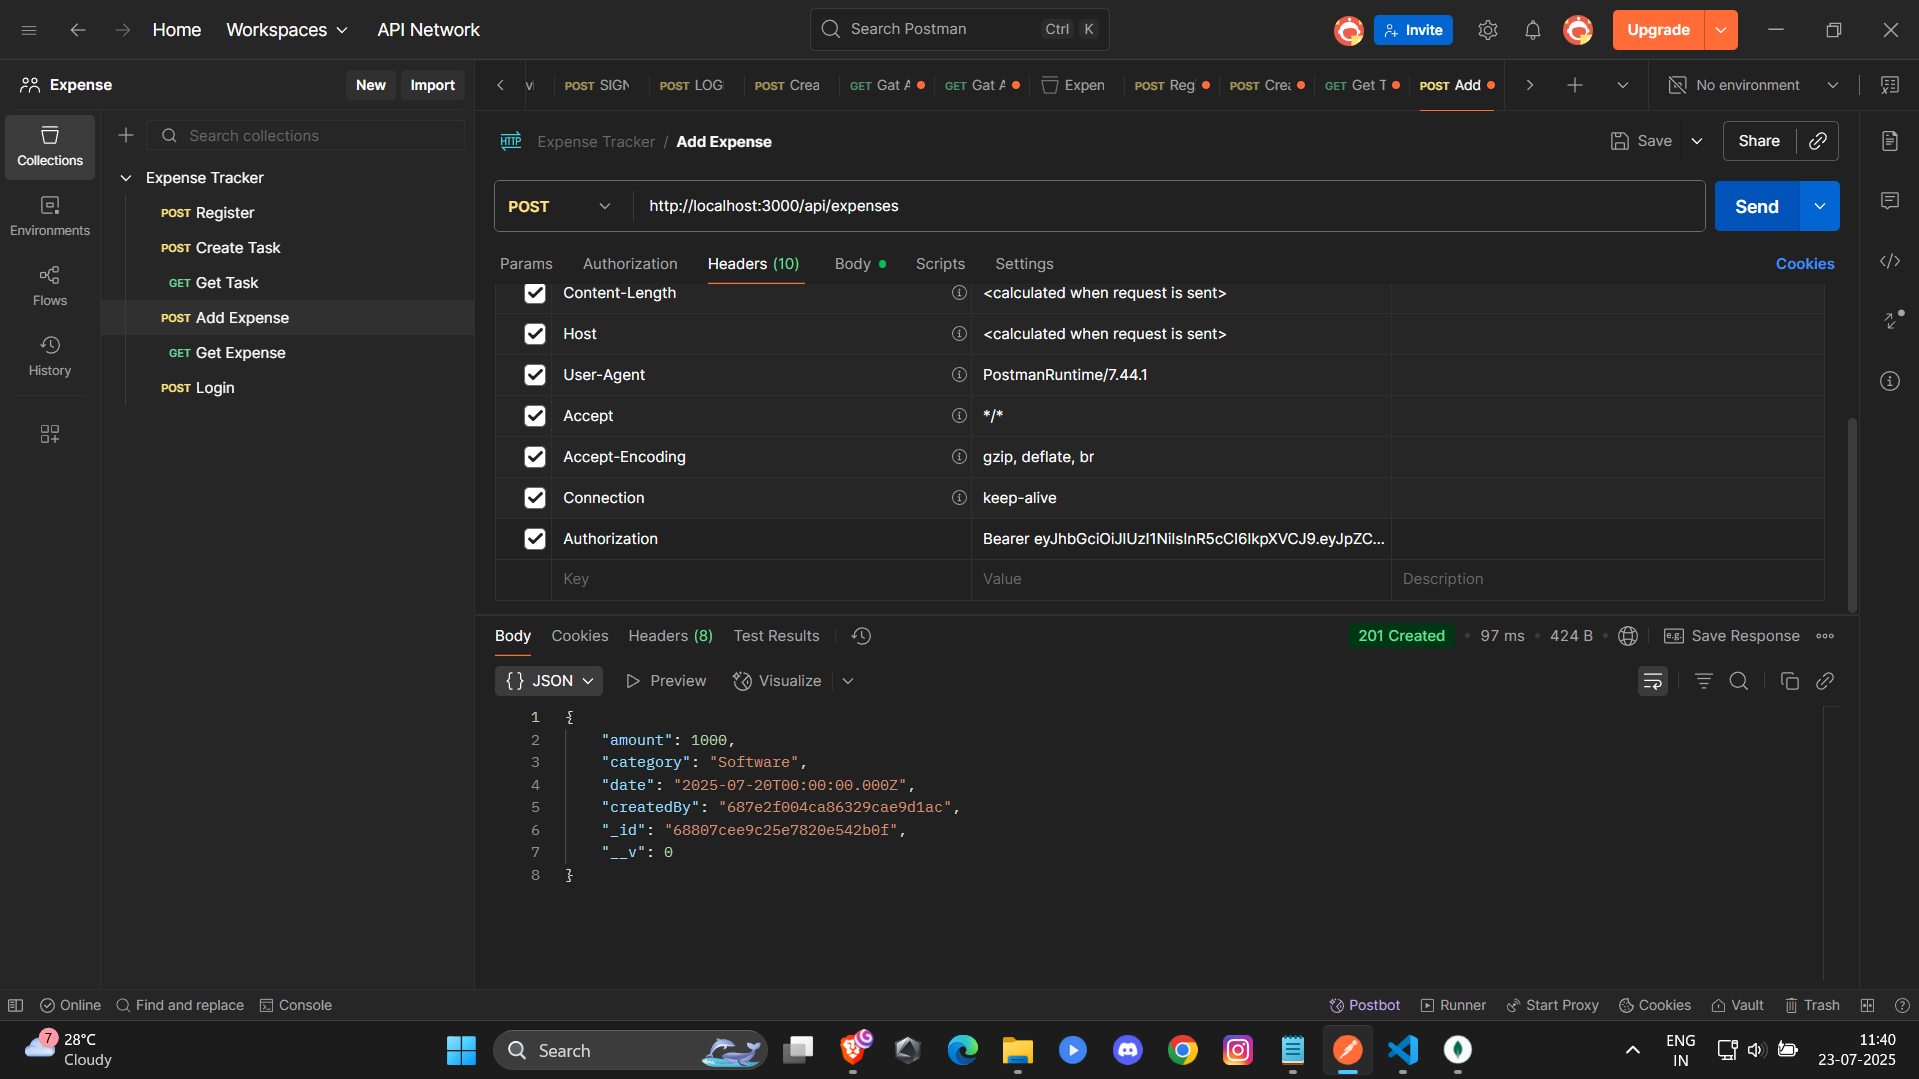 Home Workspaces API Network Search Postman Ctrl K Invite Upgrade
Expense New Import
POST SIGN POST LOG POST Crea GET Gat A GET Gat A Expen POST Reg POST Cre GET Get T POST Add No environment
Search collections
Collections
Environments
Flows
History
Expense Tracker
POST Register
POST Create Task
GET Get Task
POST Add Expense
GET Get Expense
POST Login
HTTP Expense Tracker / Add Expense Save Share
POST http://localhost:3000/api/expenses Send
Params Authorization Headers (10) Body Scripts Settings Cookies
Content-Length <calculated when request is sent>
Host <calculated when request is sent>
User-Agent PostmanRuntime/7.44.1
Accept */*
Accept-Encoding gzip, deflate, br
Connection keep-alive
Authorization Bearer eyJhbGciOiJIUzI1NiIsInR5cCI6IkpXVCJ9.eyJpZC...
Key Value Description
Body Cookies Headers (8) Test Results 201 Created • 97 ms • 424 B • e.g. Save Response
{} JSON Preview Visualize
1 {
2 "amount": 1000,
3 "category": "Software",
4 "date": "2025-07-20T00:00:00.000Z",
5 "createdBy": "687e2f004ca86329cae9d1ac",
6 "_id": "68807cee9c25e7820e542b0f",
7 "__v": 0
8 }
Online Find and replace Console Postbot Runner Start Proxy Cookies Vault Trash
7 28°C
Cloudy
Search
ENG
IN
11:40
23-07-2025